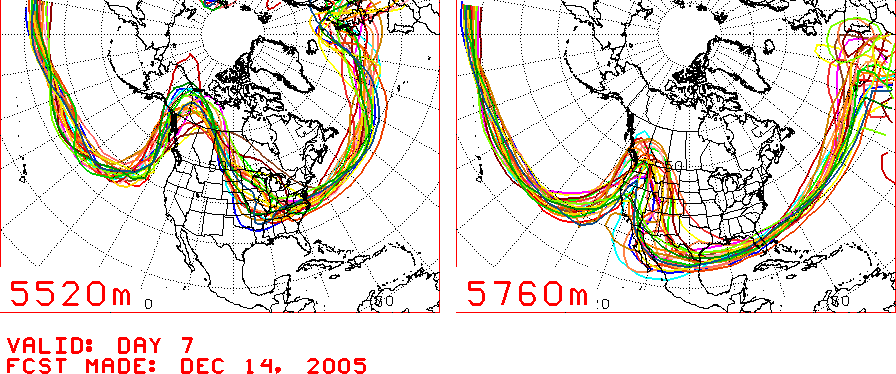 5520m
5760m
VALID: DAY 7
FCST MADE: DEC 14, 2005